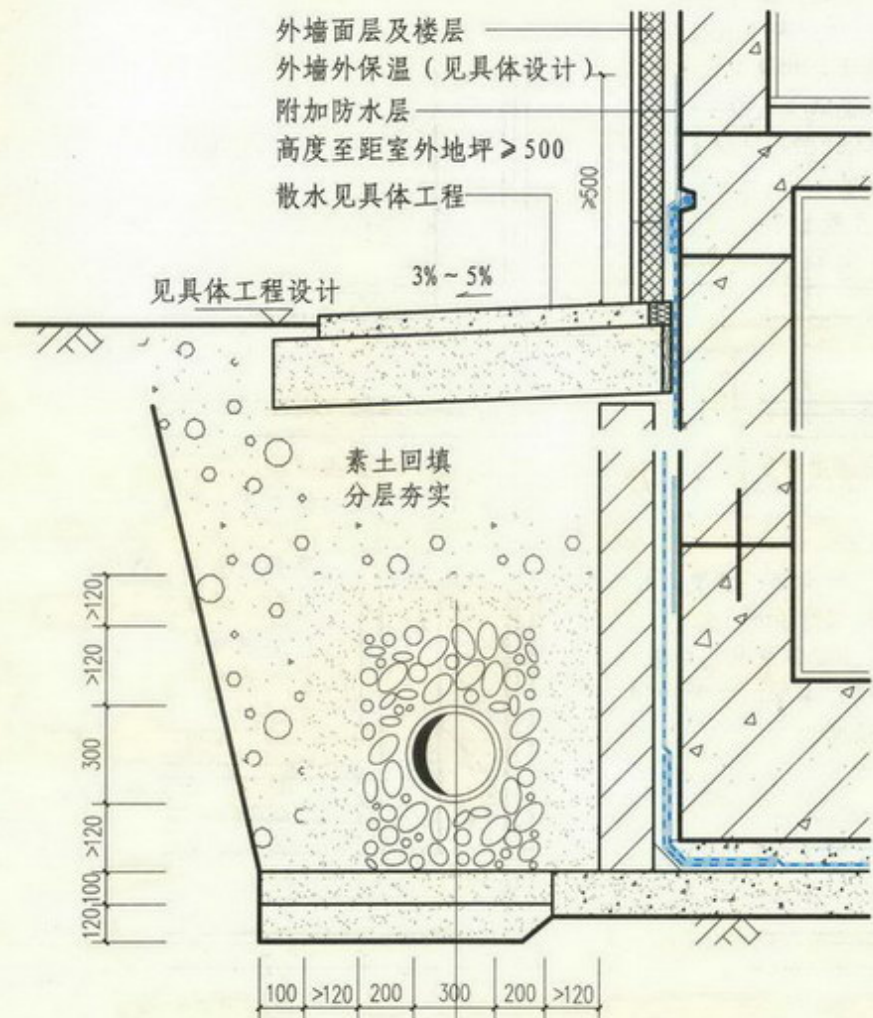 外墙面层及楼层
外墙外保温(见具体设计)
附加防水层
高度至距室外地坪≥500
散水见具体工程
≥500
3%~5%
见具体工程设计
素土回填
分层夯实
>120
>120
300
>120
100
120
100
>120
200
300
200
>120